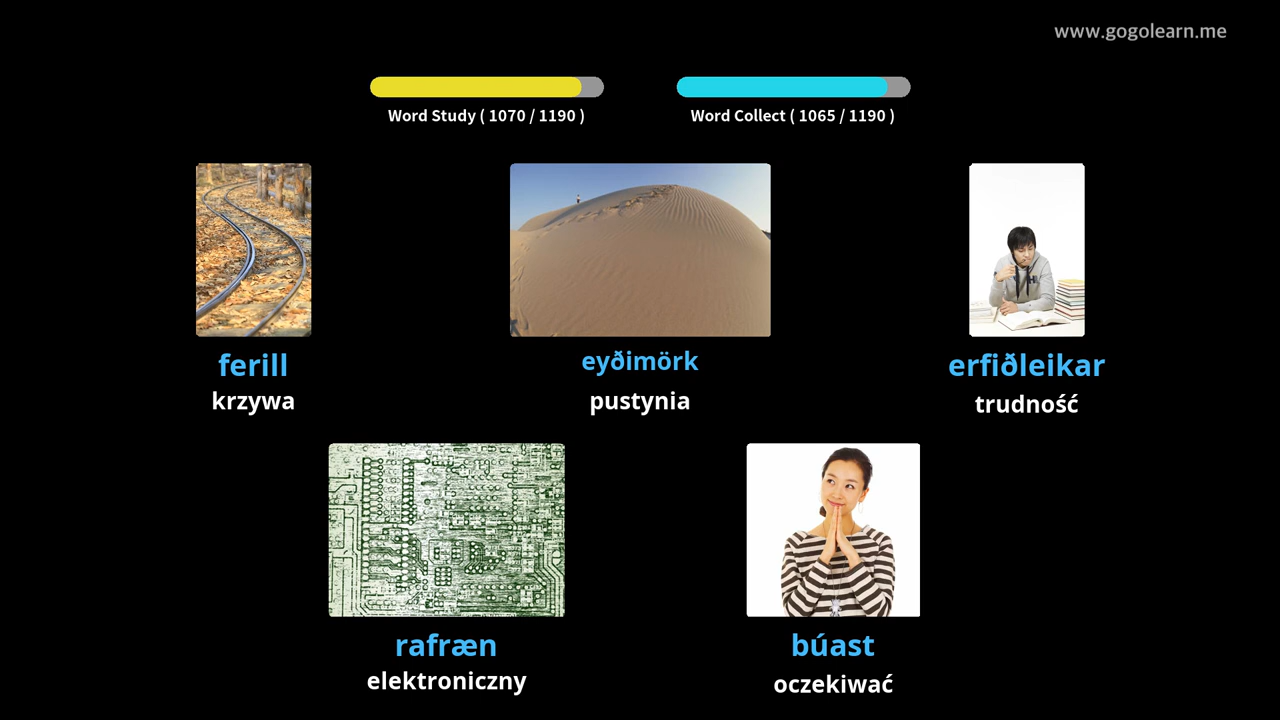 www.gogolearn.me
Word Study ( 1070 / 1190 )
Word Collect ( 1065 / 1190 )
ferill
krzywa
eyðimörk
pustynia
erfiðleikar
trudność
rafræn
elektroniczny
búast
oczekiwać